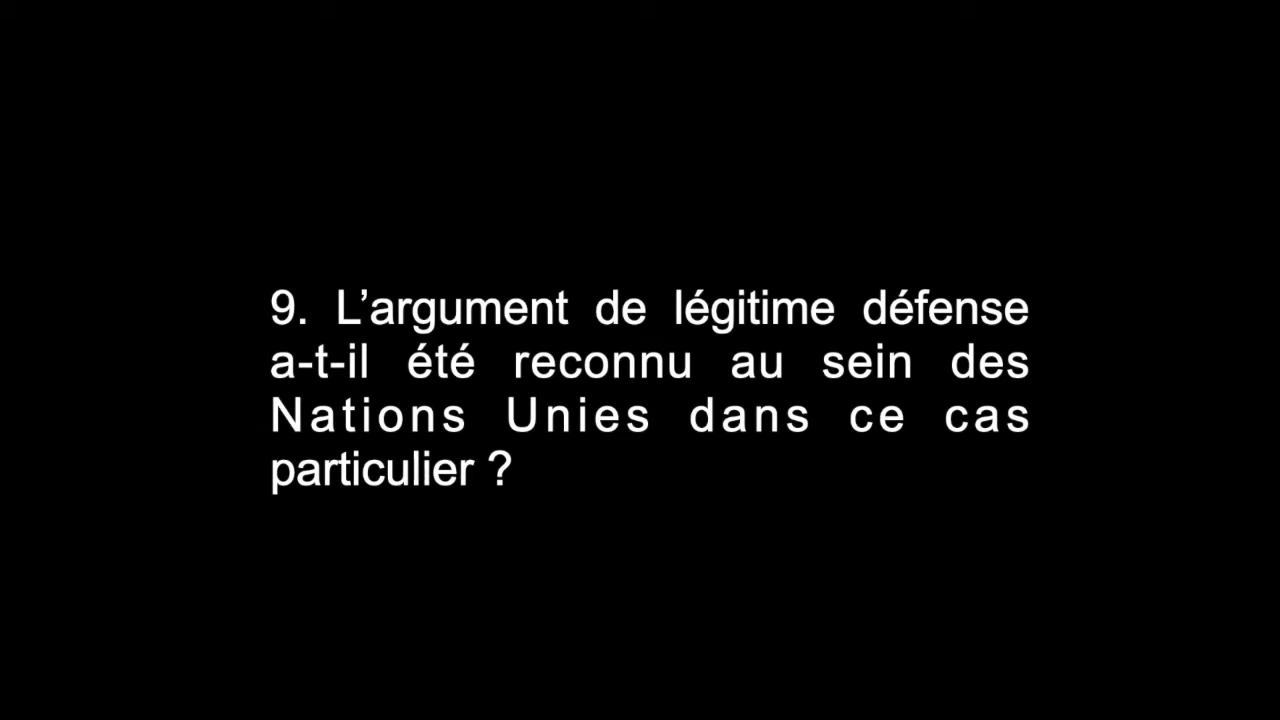 9. L’argument de légitime défense
a-t-il été reconnu au sein des
Nations Unies dans ce cas
particulier ?